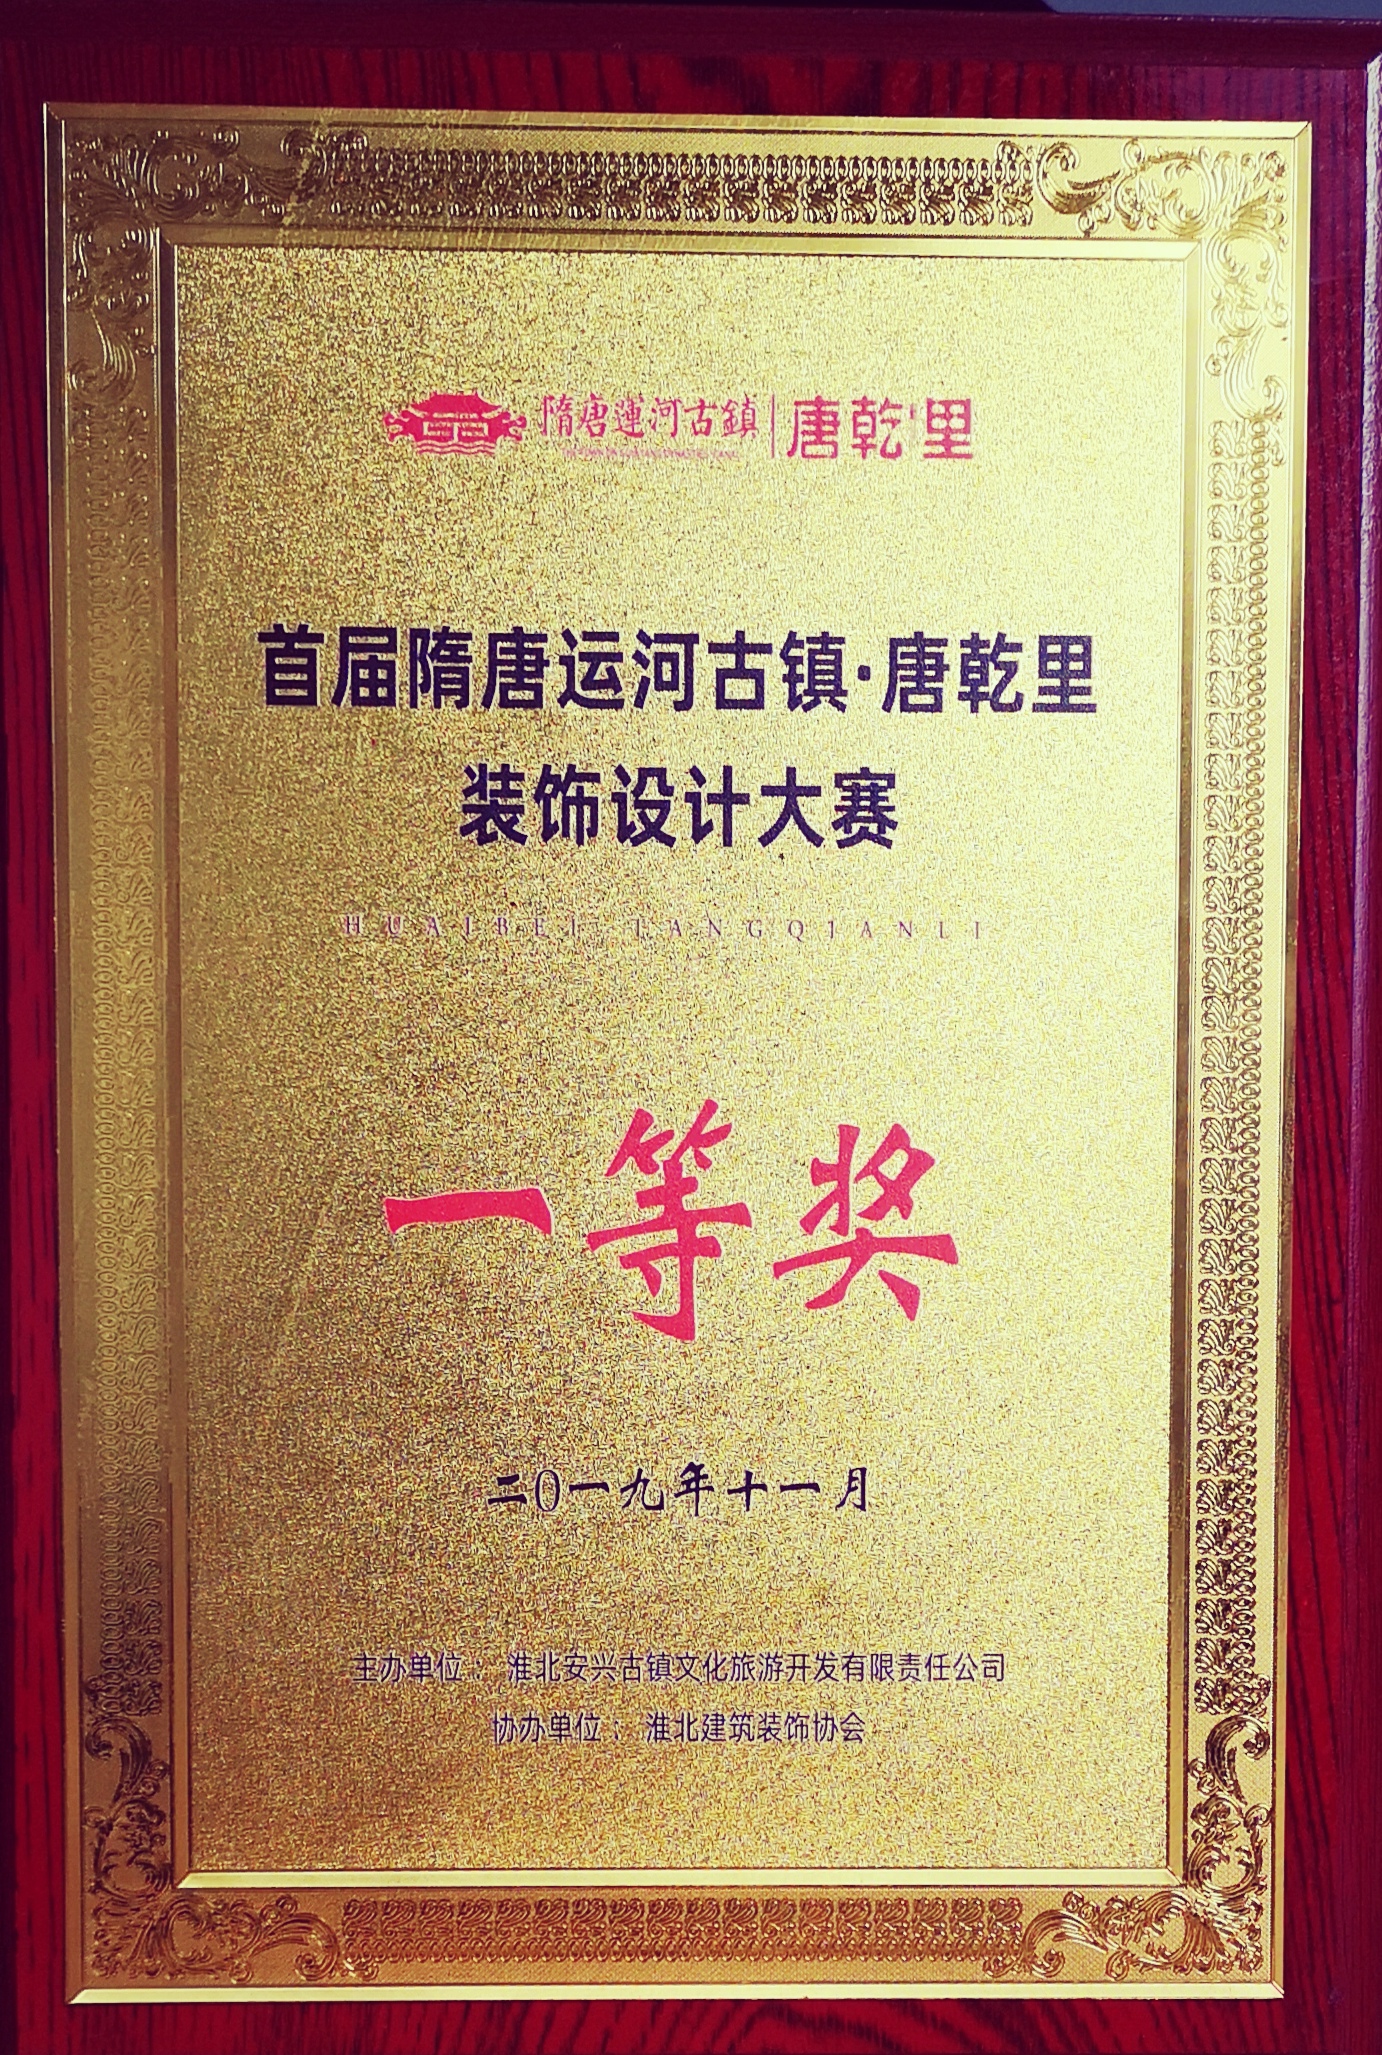 隋唐運河古鎮 唐乾里
首届隋唐运河古镇·唐乾里
装饰设计大赛
HUAIBEI TANGQIANLI
一等奖
二0一九年十一月
主办单位： 淮北安兴古镇文化旅游开发有限责任公司
协办单位： 淮北建筑装饰协会